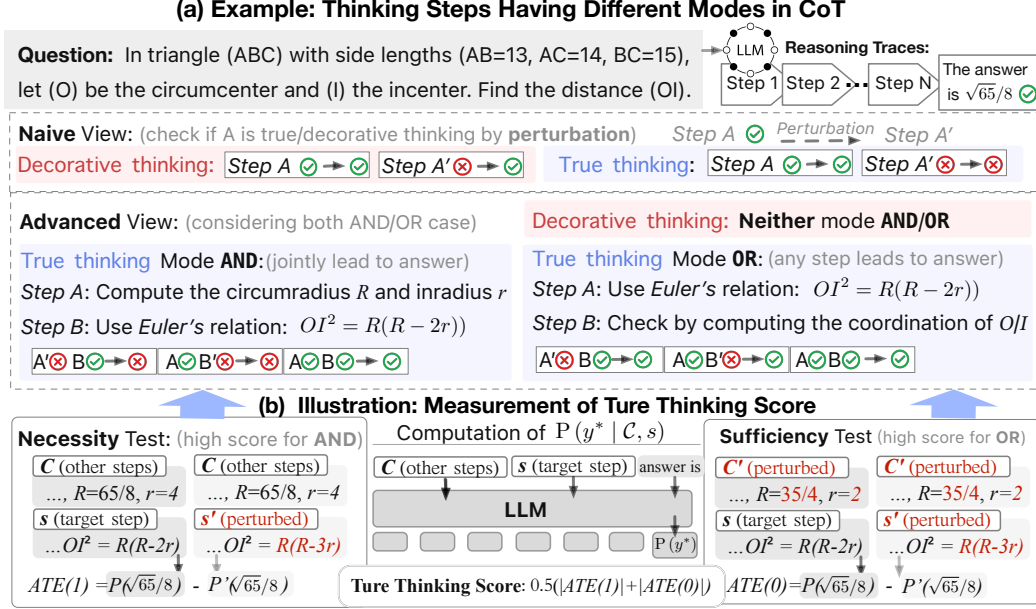 (a) Example: Thinking Steps Having Different Modes in CoT
Question: In triangle (ABC) with side lengths (AB=13, AC=14, BC=15),
let (O) be the circumcenter and (I) the incenter. Find the distance (OI).
LLM
Reasoning Traces:
Step 1 Step 2 ... Step N
The answer
is √65/8
Naive View: (check if A is true/decorative thinking by perturbation)
Step A Perturbation Step A′
Decorative thinking: Step A → Step A′ →
True thinking: Step A → Step A′ →
Advanced View: (considering both AND/OR case)
Decorative thinking: Neither mode AND/OR
True thinking Mode AND:(jointly lead to answer)
Step A: Compute the circumradius R and inradius r
Step B: Use Euler's relation: OI² = R(R − 2r))
A′ B → A B′ → A B →
True thinking Mode OR: (any step leads to answer)
Step A: Use Euler's relation: OI² = R(R − 2r))
Step B: Check by computing the coordination of O/I
A′ B → A B′ → A B →
(b) Illustration: Measurement of Ture Thinking Score
Necessity Test: (high score for AND)
C (other steps) C (other steps)
..., R=65/8, r=4 ..., R=65/8, r=4
s (target step) s′ (perturbed)
...OI² = R(R-2r) ...OI² = R(R-3r)
ATE(1) =P(√65/8) - P'(√65/8)
Computation of P (y* | C, s)
C (other steps) s (target step) answer is
LLM
P(y*)
Ture Thinking Score: 0.5(|ATE(1)|+|ATE(0)|)
Sufficiency Test (high score for OR)
C′ (perturbed) C′ (perturbed)
..., R=35/4, r=2 ..., R=35/4, r=2
s (target step) s′ (perturbed)
...OI² = R(R-2r) ...OI² = R(R-3r)
ATE(0)=P(√65/8) - P'(√65/8)